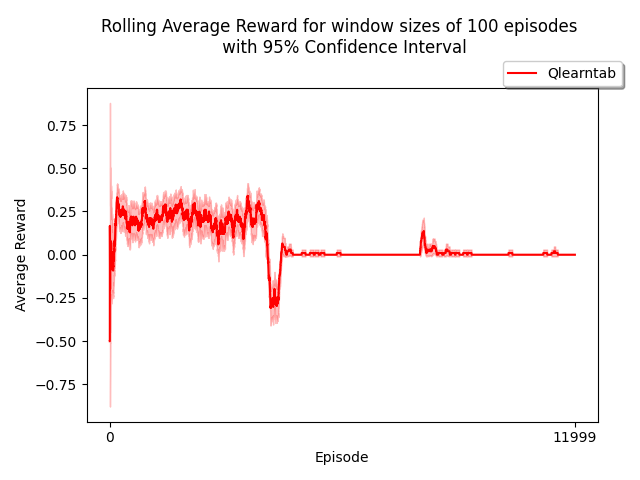 Rolling Average Reward for window sizes of 100 episodes
with 95% Confidence Interval
Qlearntab
0.75
0.50
0.25
0.00
−0.25
−0.50
−0.75
Average Reward
0
11999
Episode